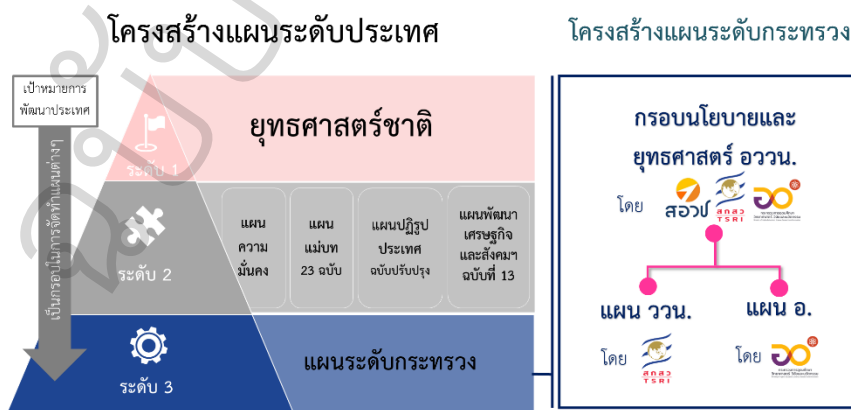 โครงสร้างแผนระดับประเทศ
โครงสร้างแผนระดับกระทรวง
เป้าหมายการ
พัฒนาประเทศ
เป็นกรอบในการจัดทำแผนต่างๆ
ระดับ 1
ยุทธศาสตร์ชาติ
ระดับ 2
แผน
ความ
มั่นคง
แผน
แม่บท
23 ฉบับ
แผนปฏิรูป
ประเทศ
ฉบับปรับปรุง
แผนพัฒนา
เศรษฐกิจ
และสังคมฯ
ฉบับที่ 13
ระดับ 3
แผนระดับกระทรวง
กรอบนโยบายและ
ยุทธศาสตร์ อววน.
โดย
สอวช
สกสว
TSRI
แผน ววน.
โดย
สกสว
TSRI
แผน อ.
โดย